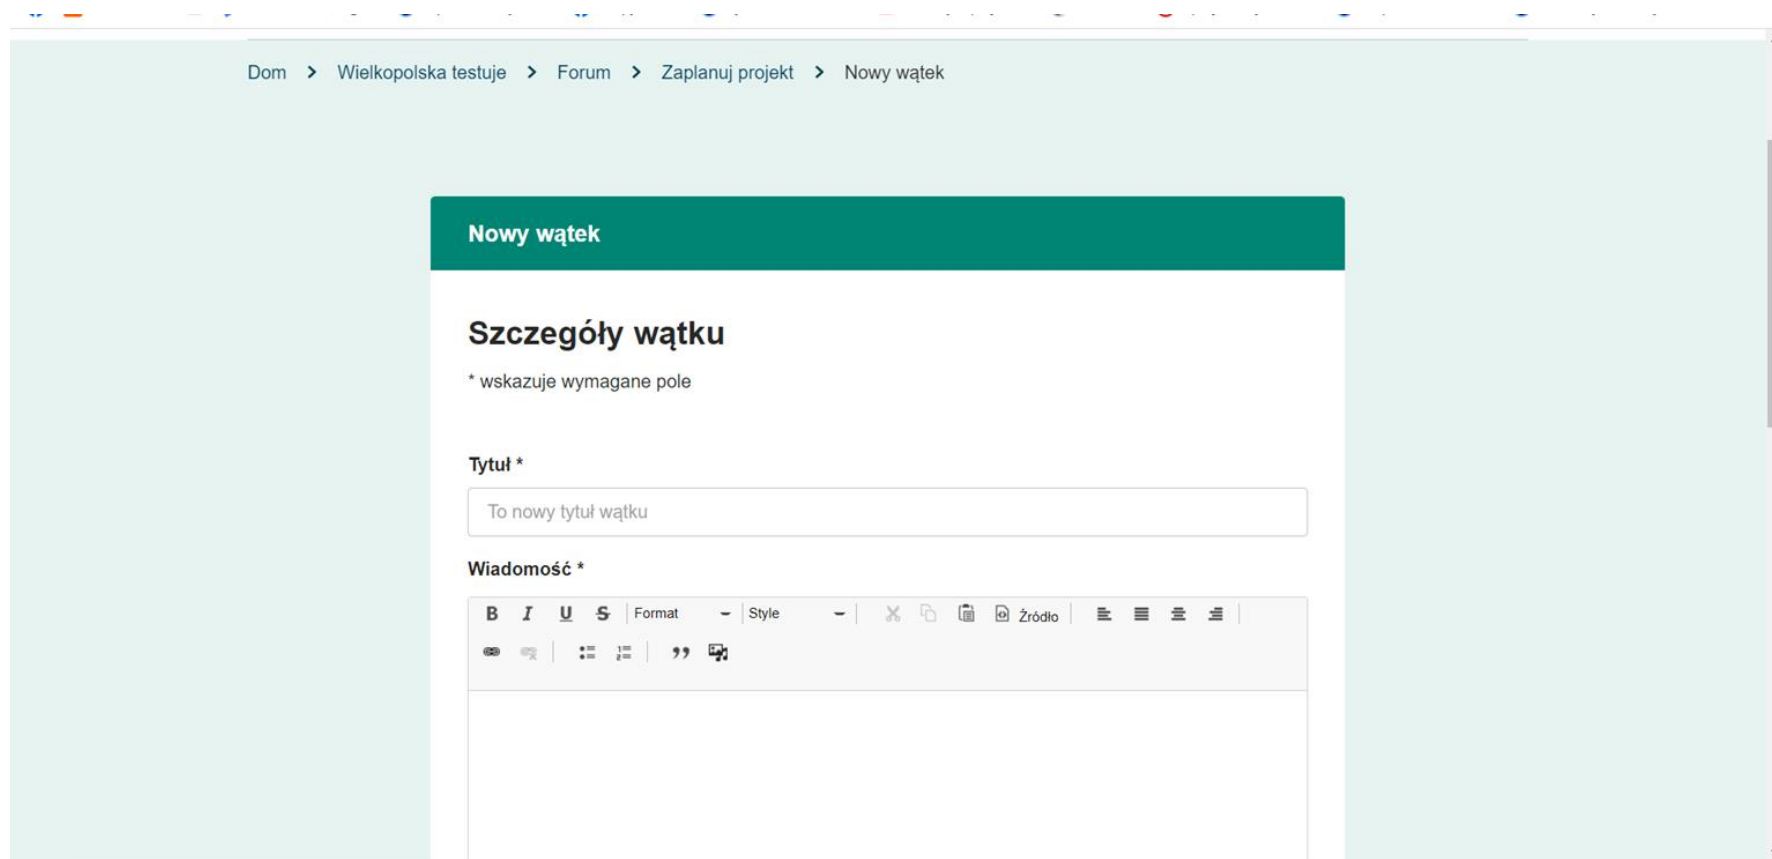 Dom > Wielkopolska testuje > Forum > Zaplanuj projekt > Nowy wątek
Nowy wątek
Szczegóły wątku
* wskazuje wymagane pole
Tytuł *
To nowy tytuł wątku
Wiadomość *
B I U S Format Style Źródło